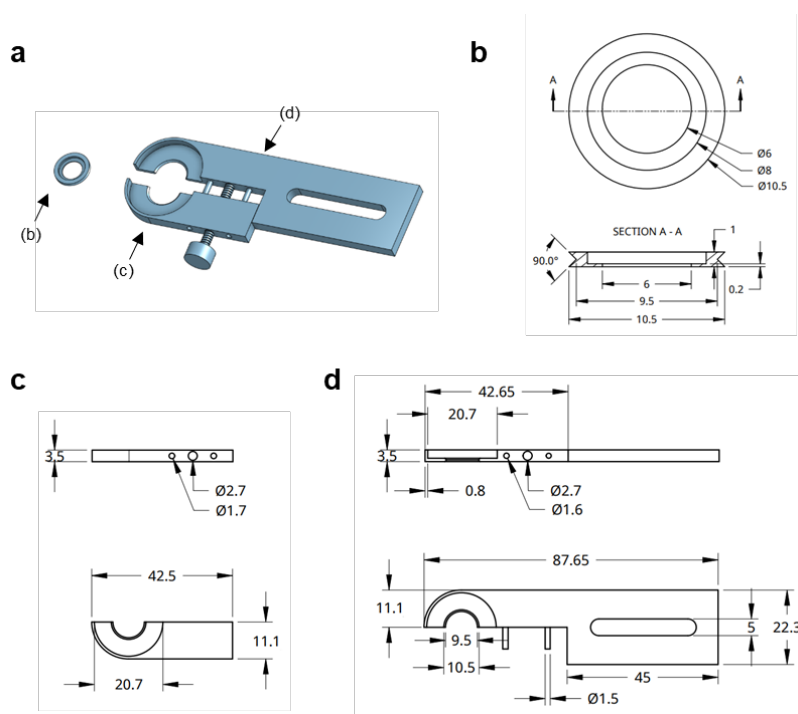 a
(b)
(c)
(d)
b
A
A
Ø6
Ø8
Ø10.5
SECTION A - A
1
90.0°
0.2
6
9.5
10.5
c
3.5
Ø2.7
Ø1.7
42.5
11.1
20.7
d
42.65
20.7
3.5
0.8
Ø2.7
Ø1.6
87.65
11.1
9.5
10.5
5
22.3
45
Ø1.5